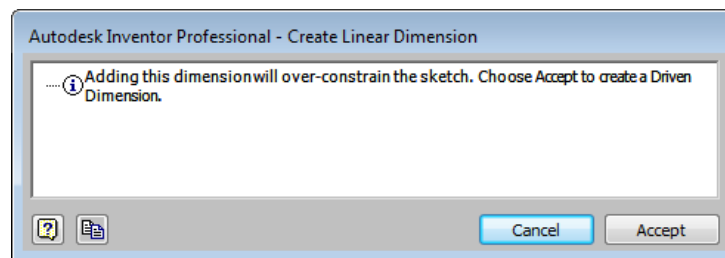 Autodesk Inventor Professional - Create Linear Dimension
Adding this dimension will over-constrain the sketch. Choose Accept to create a Driven
Dimension.
Cancel Accept